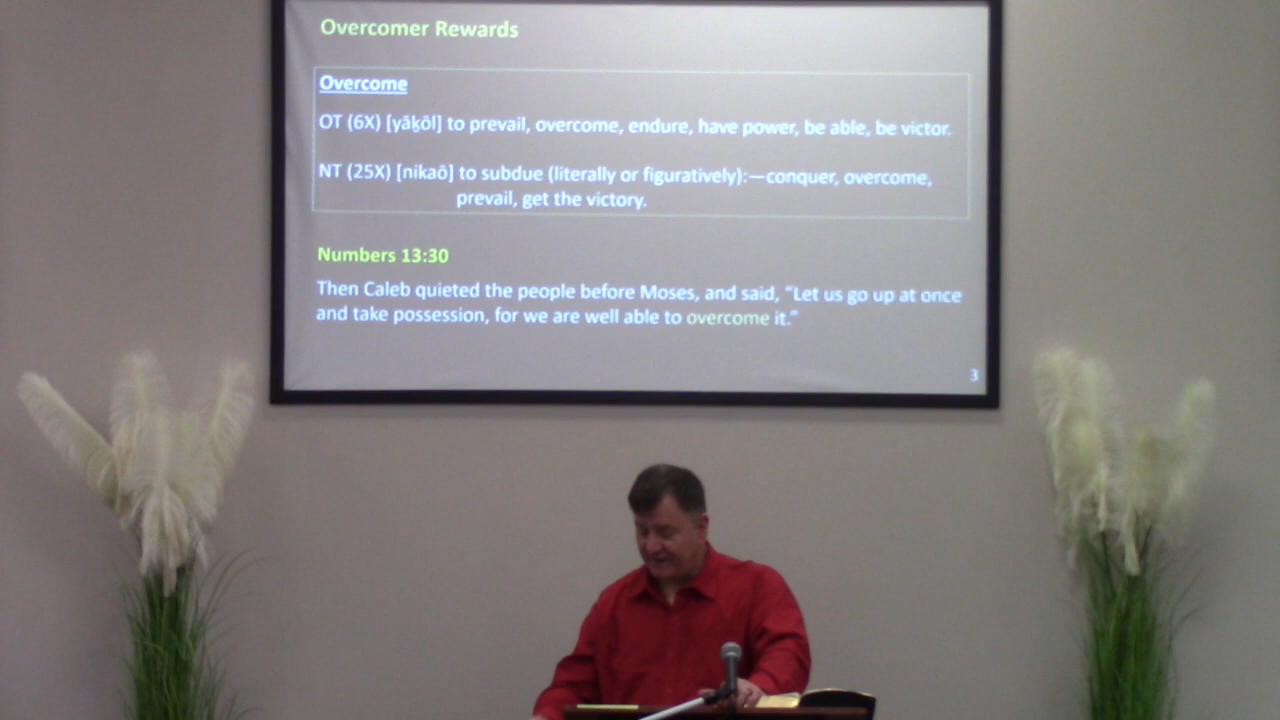 Overcomer Rewards
Overcome
OT (6X) [yāḵōl] to prevail, overcome, endure, have power, be able, be victor.
NT (25X) [nikaō] to subdue (literally or figuratively):—conquer, overcome,
prevail, get the victory.
Numbers 13:30
Then Caleb quieted the people before Moses, and said, “Let us go up at once
and take possession, for we are well able to overcome it.”
3